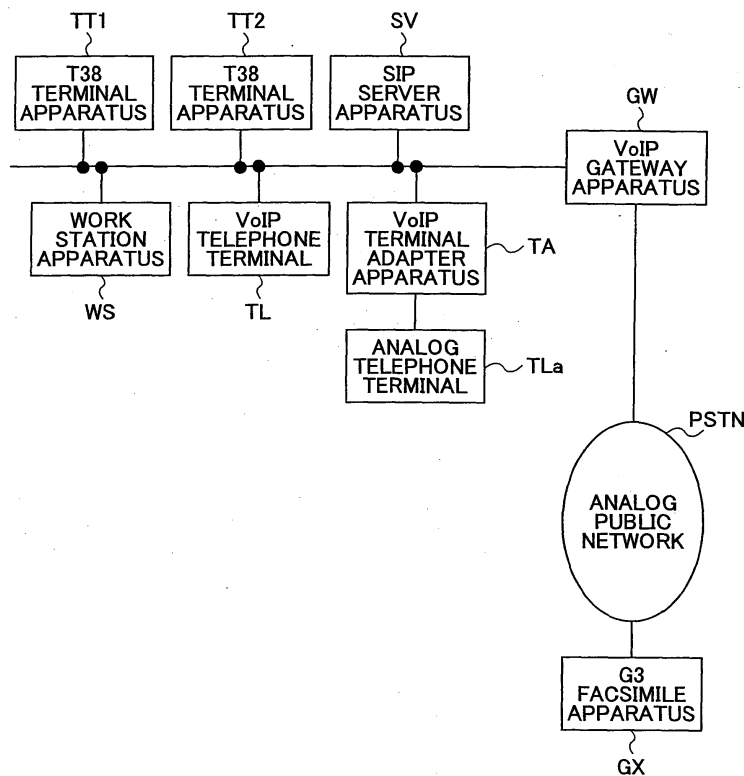 TT1
TT2
SV
T38
TERMINAL
APPARATUS
T38
TERMINAL
APPARATUS
SIP
SERVER
APPARATUS
GW
VoIP
GATEWAY
APPARATUS
WORK
STATION
APPARATUS
VoIP
TELEPHONE
TERMINAL
VoIP
TERMINAL
ADAPTER
APPARATUS
TA
WS
TL
ANALOG
TELEPHONE
TERMINAL
TLa
PSTN
ANALOG
PUBLIC
NETWORK
G3
FACSIMILE
APPARATUS
GX